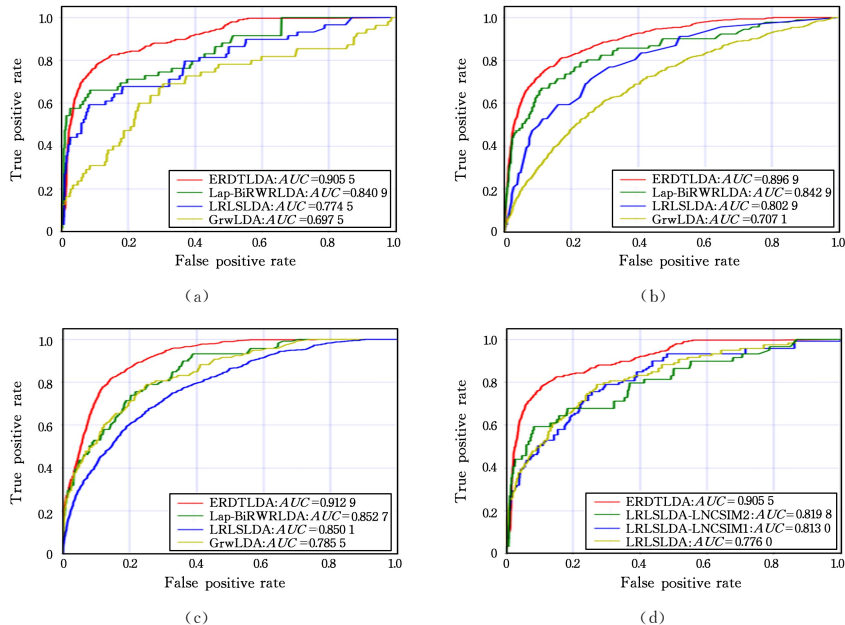 1.0
0.8
0.6
0.4
0.2
0
True positive rate
ERDTLDA:AUC=0.905 5
Lap-BiRWRLDA:AUC=0.840 9
LRLSLDA:AUC=0.774 5
GrwLDA:AUC=0.697 5
0 0.2 0.4 0.6 0.8 1.0
False positive rate
(a)
1.0
0.8
0.6
0.4
0.2
0
True positive rate
ERDTLDA:AUC=0.896 9
Lap-BiRWRLDA:AUC=0.842 9
LRLSLDA:AUC=0.802 9
GrwLDA:AUC=0.707 1
0 0.2 0.4 0.6 0.8 1.0
False positive rate
(b)
1.0
0.8
0.6
0.4
0.2
0
True positive rate
ERDTLDA:AUC=0.912 9
Lap-BiRWRLDA:AUC=0.852 7
LRLSLDA:AUC=0.850 1
GrwLDA:AUC=0.785 5
0 0.2 0.4 0.6 0.8 1.0
False positive rate
(c)
1.0
0.8
0.6
0.4
0.2
0
True positive rate
ERDTLDA:AUC=0.905 5
LRLSLDA-LNCSIM2:AUC=0.819 8
LRLSLDA-LNCSIM1:AUC=0.813 0
LRLSLDA:AUC=0.776 0
0 0.2 0.4 0.6 0.8 1.0
False positive rate
(d)